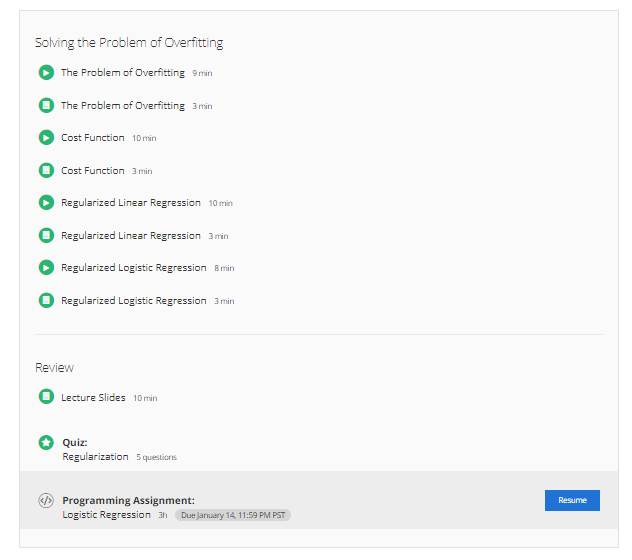 Solving the Problem of Overfitting
The Problem of Overfitting 9 min
The Problem of Overfitting 3 min
Cost Function 10 min
Cost Function 3 min
Regularized Linear Regression 10 min
Regularized Linear Regression 3 min
Regularized Logistic Regression 8 min
Regularized Logistic Regression 3 min
Review
Lecture Slides 10 min
Quiz:
Regularization 5 questions
Programming Assignment:
Logistic Regression 3h Due January 14, 11:59 PM PST
Resume